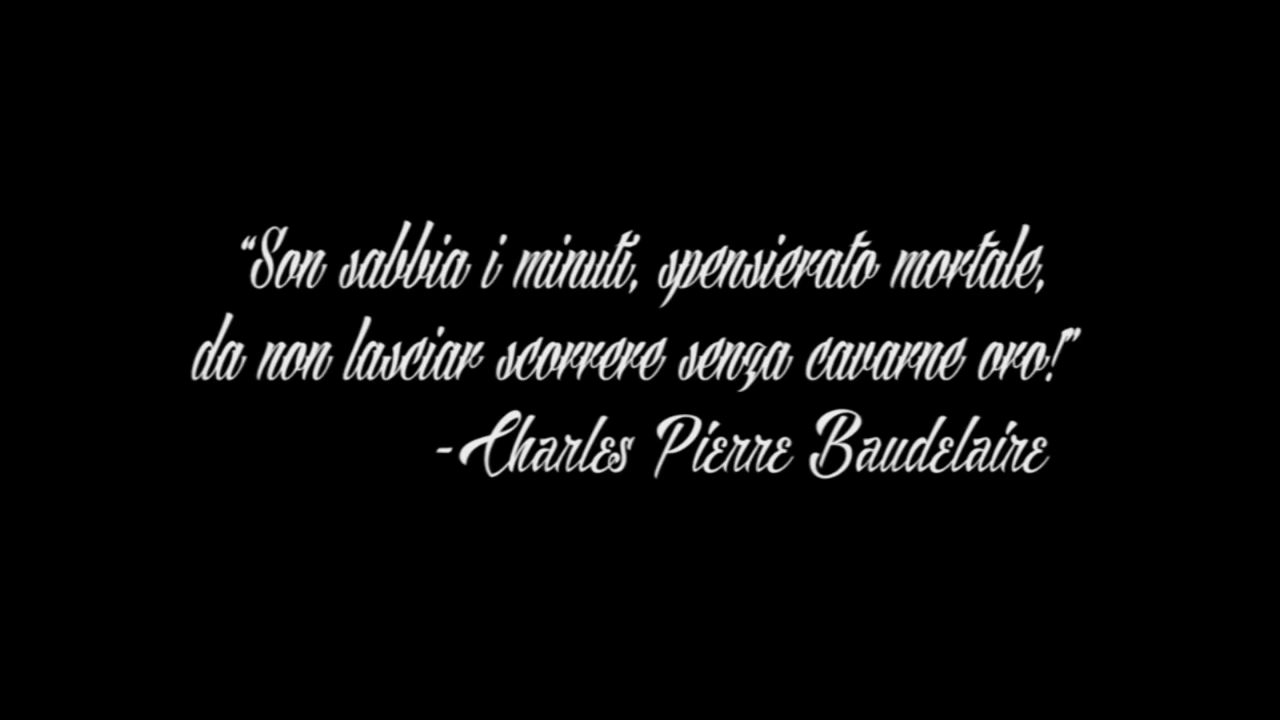 “Son sabbia i minuti, spensierato mortale,
da non lasciar scorrere senza cavarne oro!”
-Charles Pierre Baudelaire